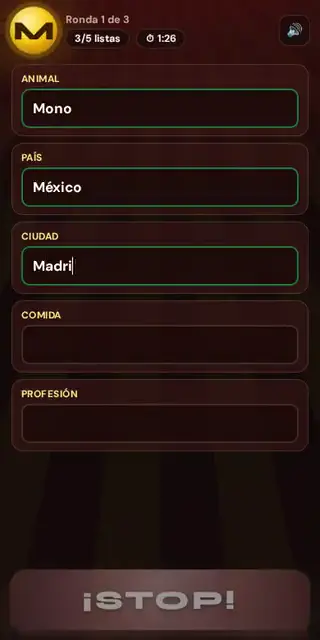 M
Ronda 1 de 3
3/5 listas
⏱ 1:26
ANIMAL
Mono
PAÍS
México
CIUDAD
Madri
COMIDA
PROFESIÓN
¡STOP!